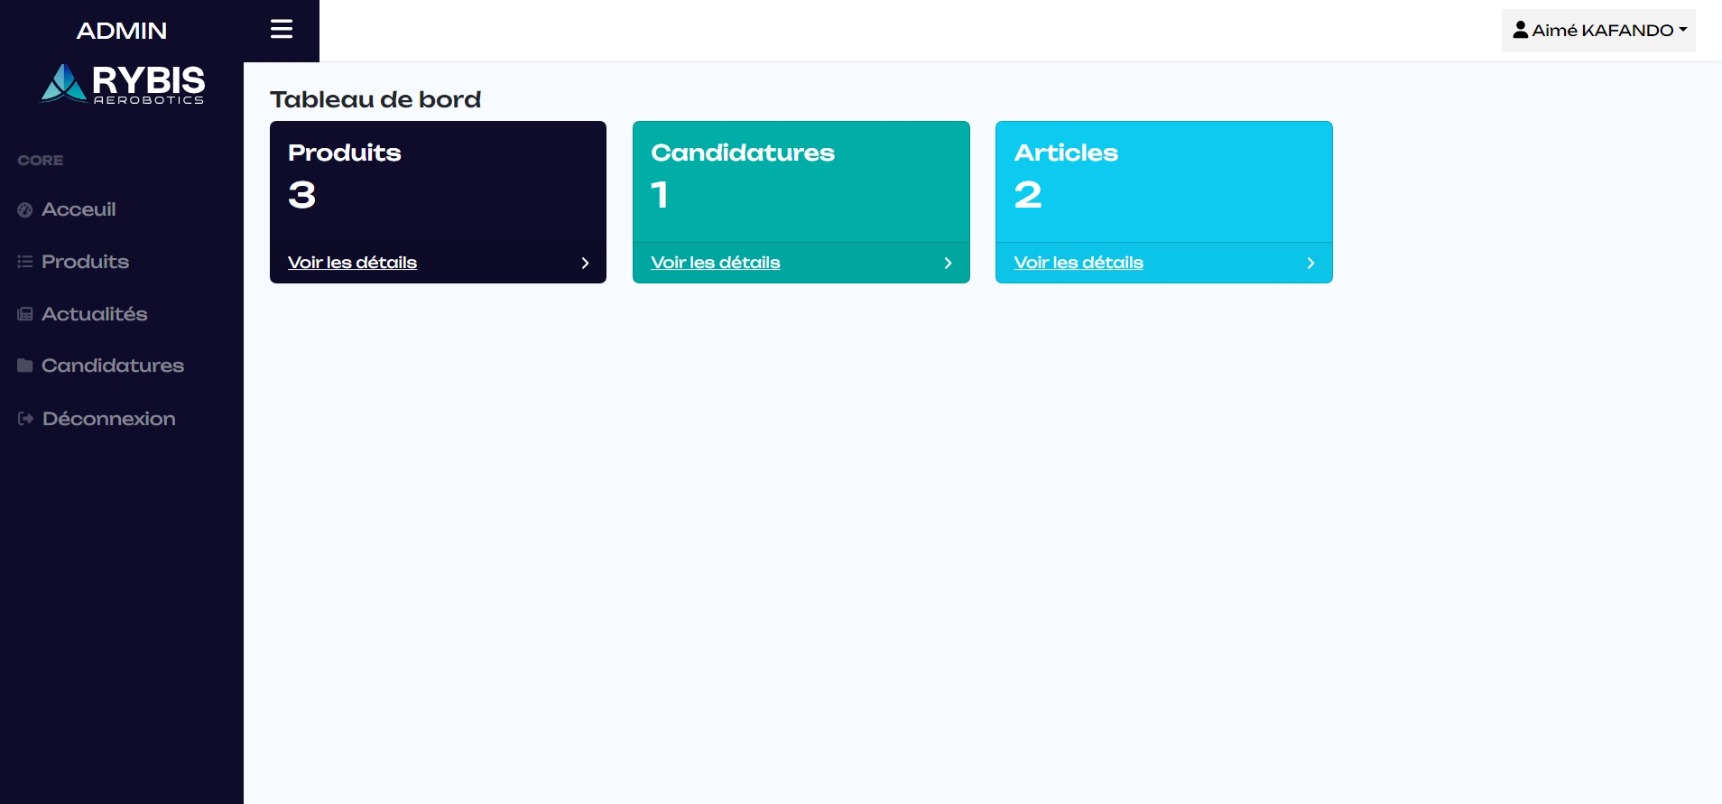 ADMIN
Aimé KAFANDO
RYBIS
AEROBOTICS
Tableau de bord
Produits
3
Voir les détails
Candidatures
1
Voir les détails
Articles
2
Voir les détails
CORE
Acceuil
Produits
Actualités
Candidatures
Déconnexion